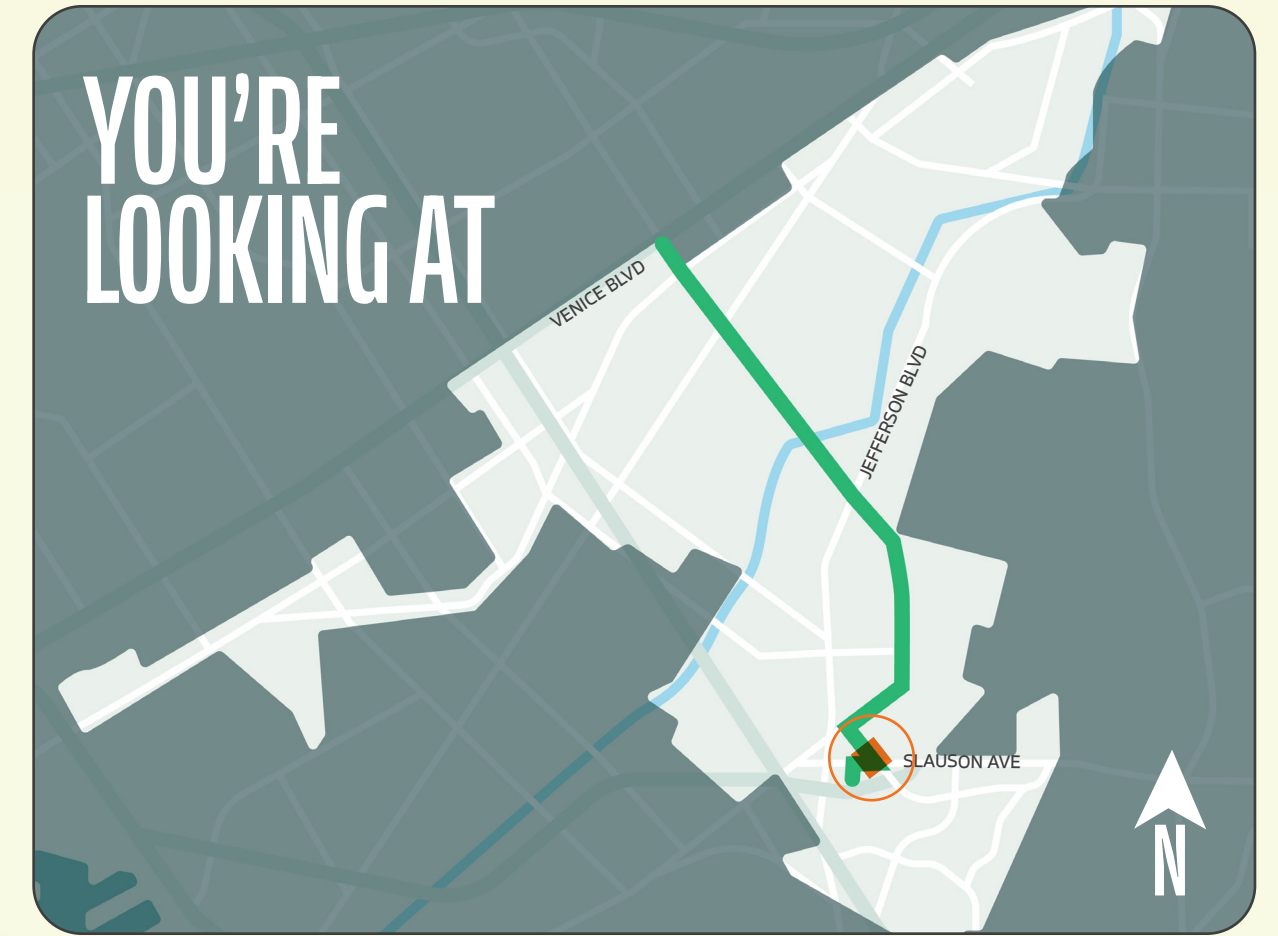 YOU'RE
LOOKING AT
VENICE BLVD
JEFFERSON BLVD
SLAUSON AVE
N